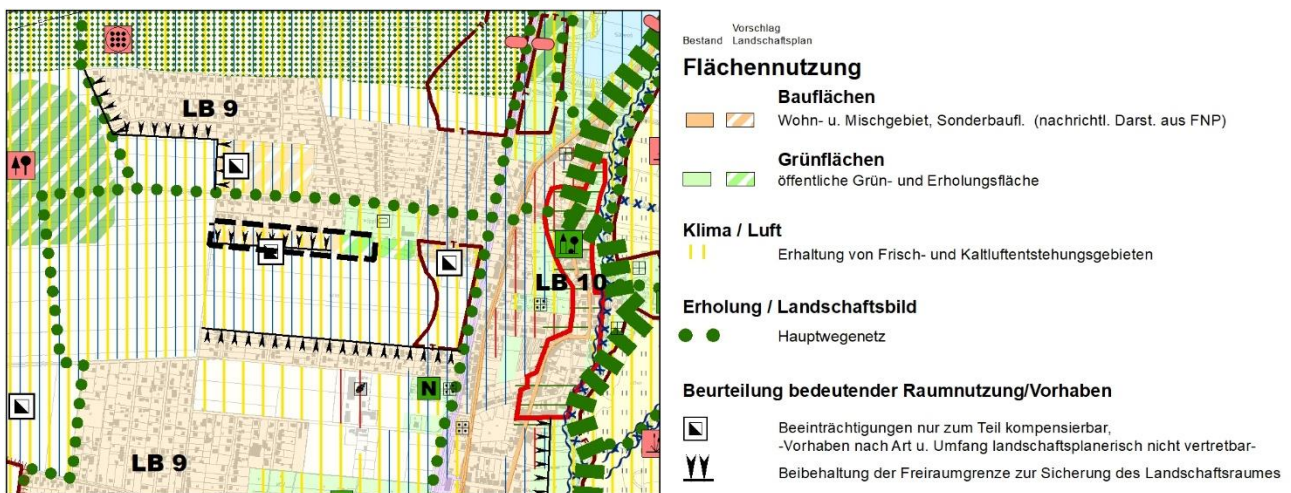 LB 9
LB 10
N
LB 9
Vorschlag
Bestand Landschaftsplan
Flächennutzung
Bauflächen
Wohn- u. Mischgebiet, Sonderbaufl. (nachrichtl. Darst. aus FNP)
Grünflächen
öffentliche Grün- und Erholungsfläche
Klima / Luft
Erhaltung von Frisch- und Kaltluftentstehungsgebieten
Erholung / Landschaftsbild
Hauptwegenetz
Beurteilung bedeutender Raumnutzung/Vorhaben
Beeinträchtigungen nur zum Teil kompensierbar,
-Vorhaben nach Art u. Umfang landschaftsplanerisch nicht vertretbar-
Beibehaltung der Freiraumgrenze zur Sicherung des Landschaftsraumes